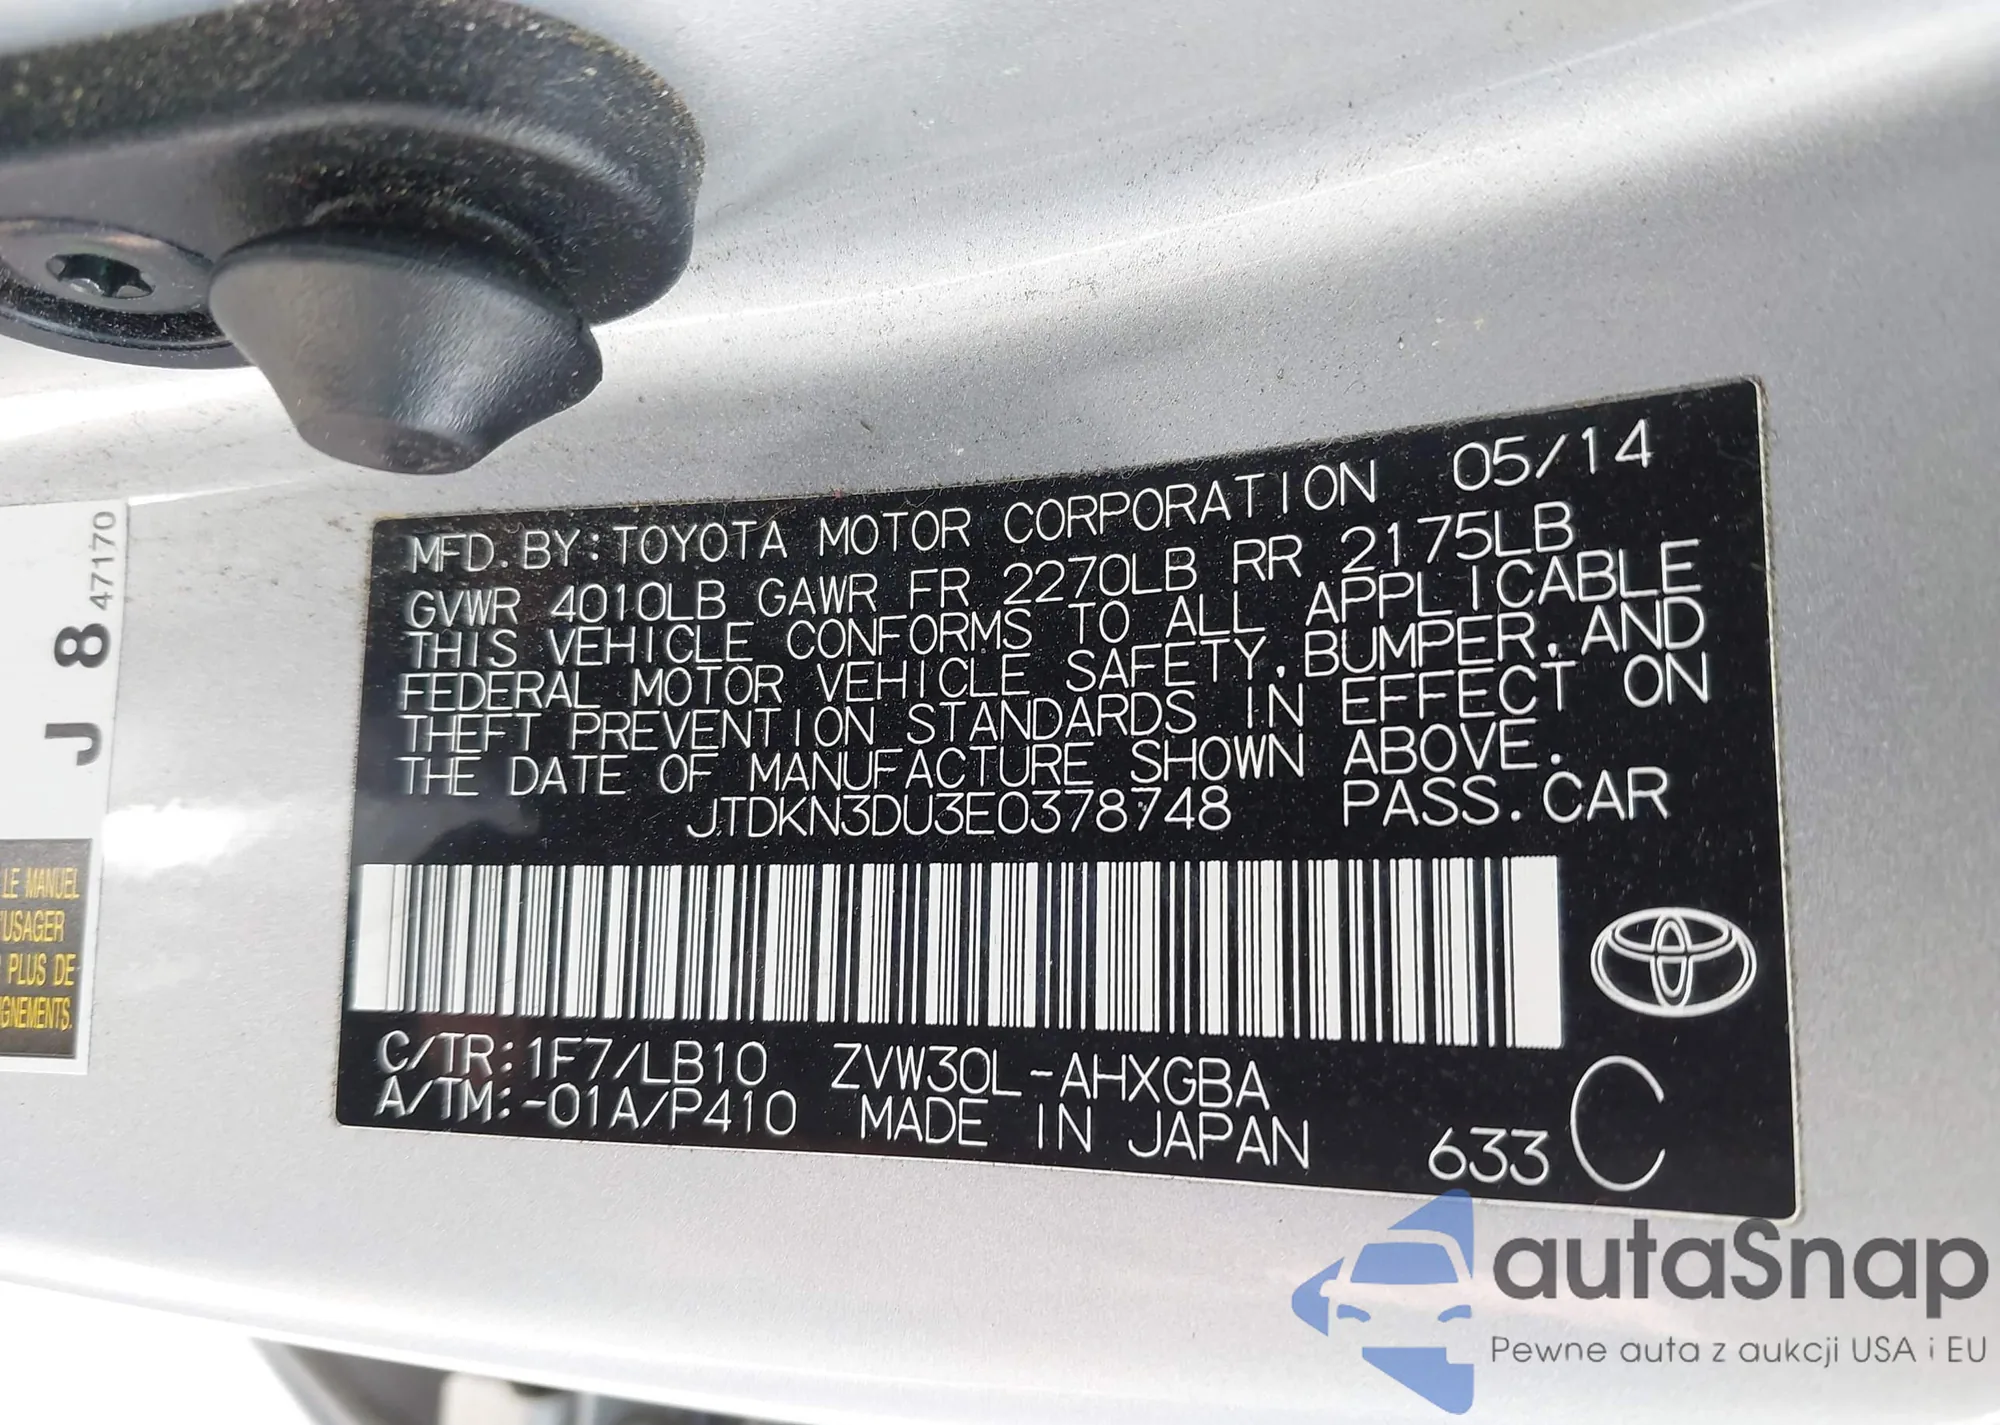 J 8 47170
LE MANUEL
'USAGER
PLUS DE
IGNEMENTS.
MFD. BY: TOYOTA MOTOR CORPORATION 05/14
GVWR 4010LB GAWR FR 2270LB RR 2175LB
THIS VEHICLE CONFORMS TO ALL APPLICABLE
FEDERAL MOTOR VEHICLE SAFETY, BUMPER, AND
THEFT PREVENTION STANDARDS IN EFFECT ON
THE DATE OF MANUFACTURE SHOWN ABOVE.
JTDKN3DU3E0378748 PASS. CAR
C/TR: 1F7/LB10 ZVW30L-AHXGBA
A/TM: -01A/P410 MADE IN JAPAN 633 C
autaSnap
Pewne auta z aukcji USA i EU